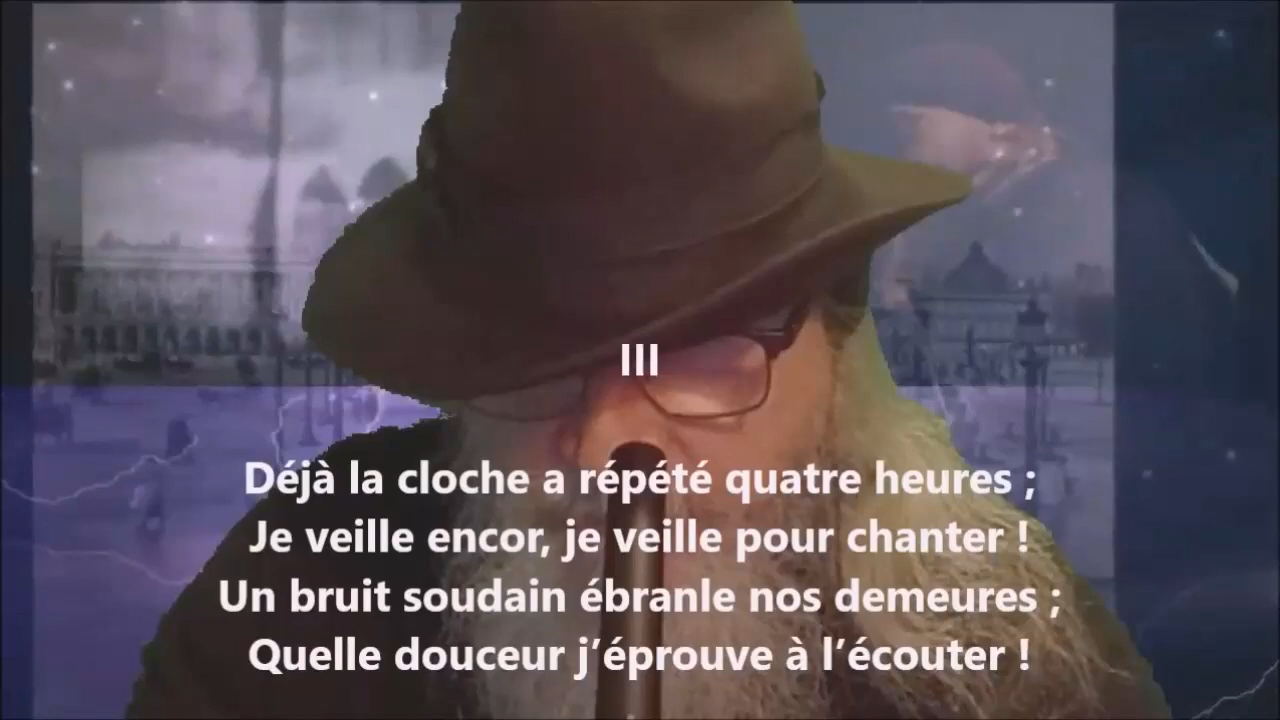 III
Déjà la cloche a répété quatre heures ;
Je veille encor, je veille pour chanter !
Un bruit soudain ébranle nos demeures ;
Quelle douceur j’éprouve à l’écouter !